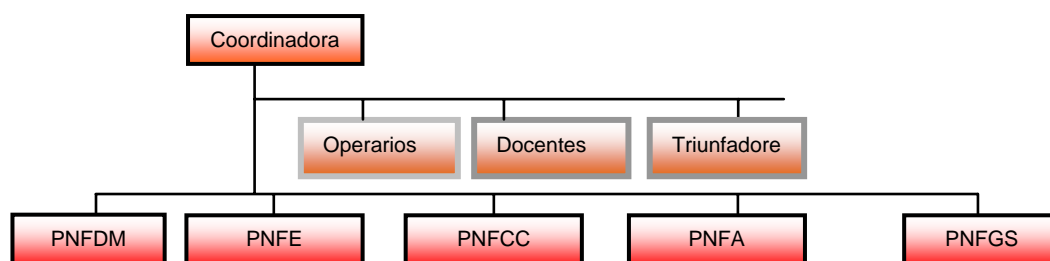 Coordinadora
Operarios
Docentes
Triunfadore
PNFDM
PNFE
PNFCC
PNFA
PNFGS